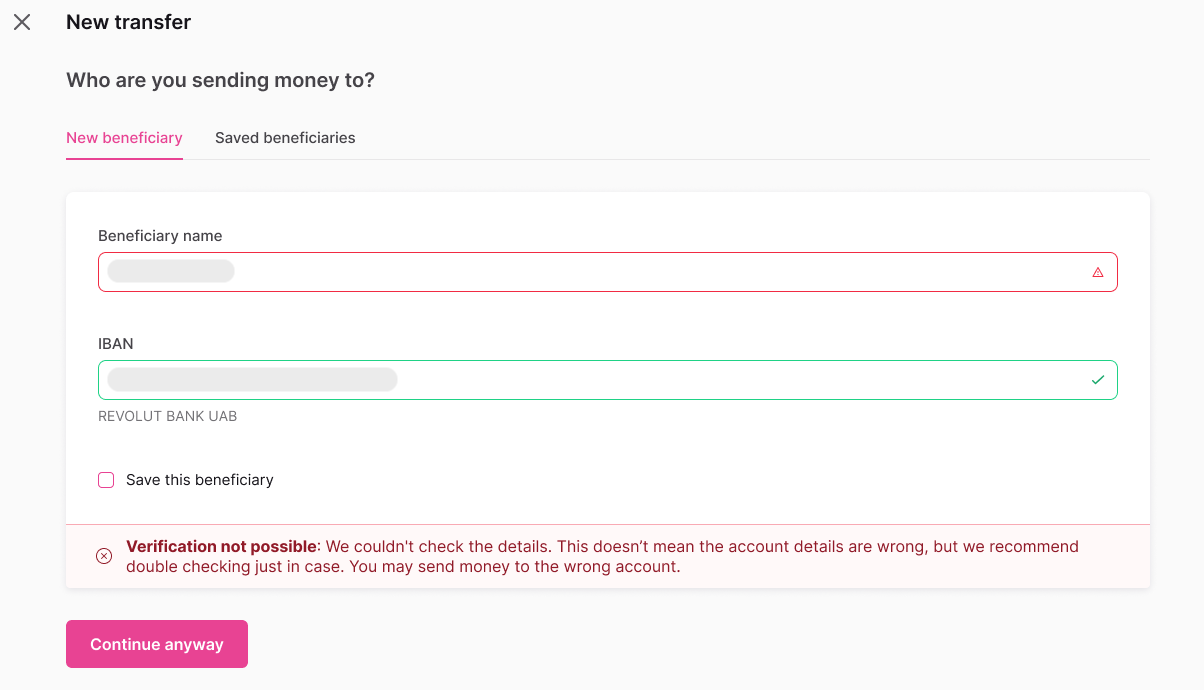 New transfer
Who are you sending money to?
New beneficiary Saved beneficiaries
Beneficiary name
IBAN
REVOLUT BANK UAB
Save this beneficiary
Verification not possible: We couldn't check the details. This doesn’t mean the account details are wrong, but we recommend
double checking just in case. You may send money to the wrong account.
Continue anyway